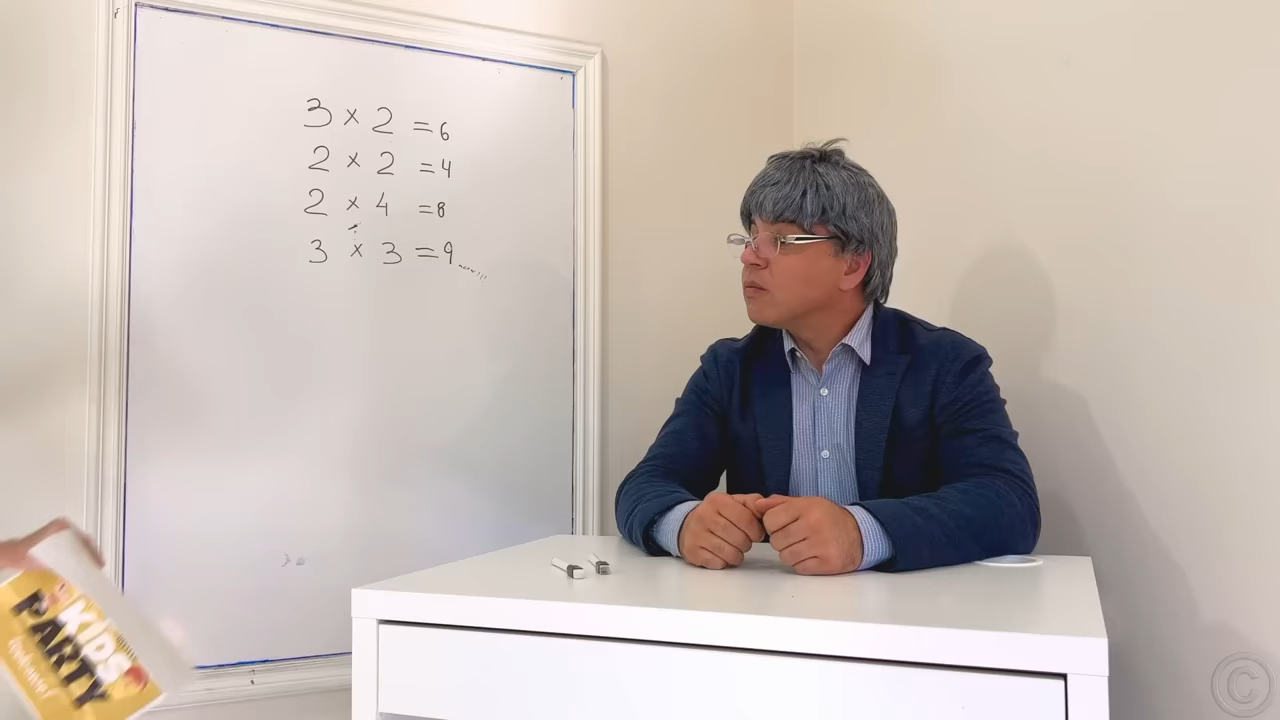 3 × 2 = 6
2 × 2 = 4
2 × 4 = 8
3 × 3 = 9
KIDS
PARTY
©